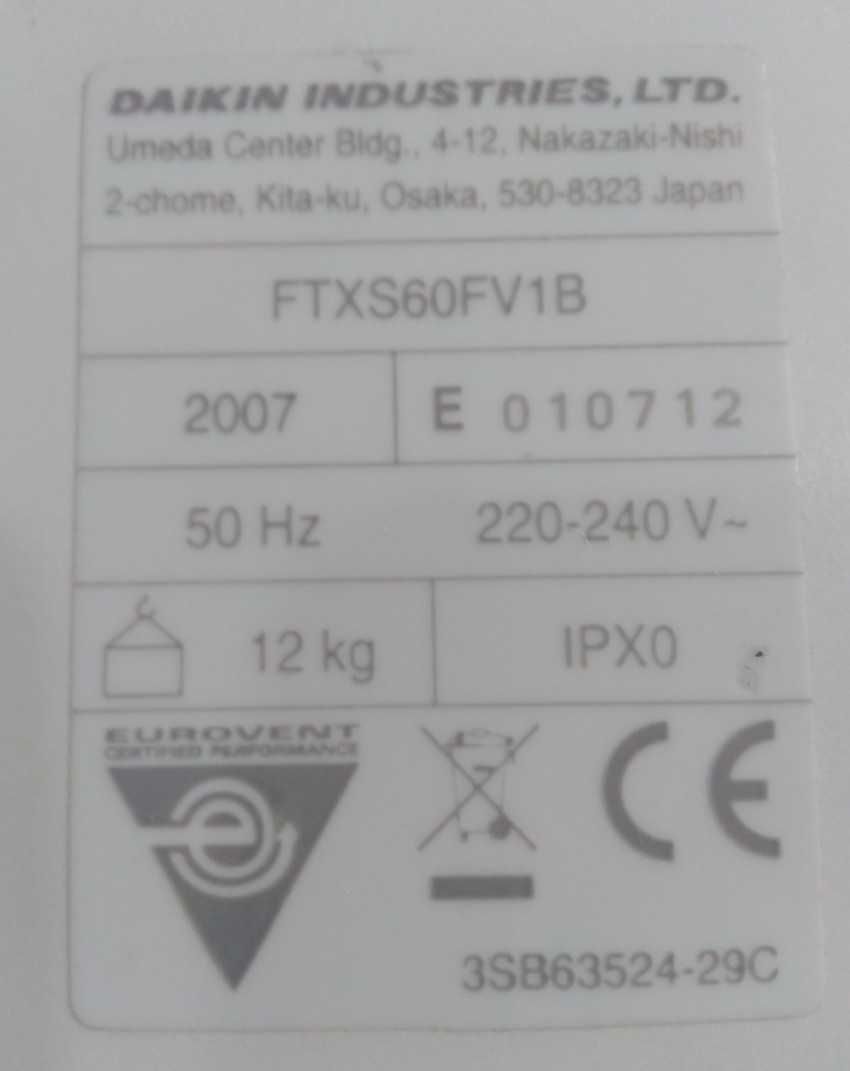 DAIKIN INDUSTRIES, LTD.
Umeda Center Bldg., 4-12, Nakazaki-Nishi
2-chome, Kita-ku, Osaka, 530-8323 Japan
FTXS60FV1B
2007 E 010712
50 Hz 220-240 V~
12 kg IPX0
EUROVENT
CERTIFIED PERFORMANCE
e
CE
3SB63524-29C